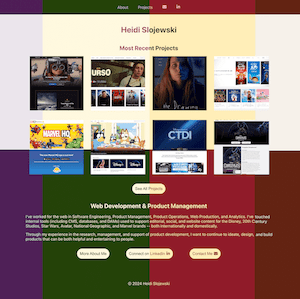 About Projects
Heidi Slojewski
Most Recent Projects
MARVEL HQ
CTDI
See All Projects
Web Development & Product Management
I've worked for the web in Software Engineering, Product Management, Product Operations, Web Production, and Analytics. I've touched
internal tools (including CMS, databases, and DAMs) used to support editorial, social, and website content for the Disney, 20th Century
Studios, Star Wars, Avatar, National Geographic, and Marvel brands — both internationally and domestically.
Through my experience in the research, management, and support of product development, I want to continue to ideate, design, and build
products that can be both helpful and entertaining to people.
More About Me
Connect on LinkedIn
Contact Me
© 2024 Heidi Slojewski